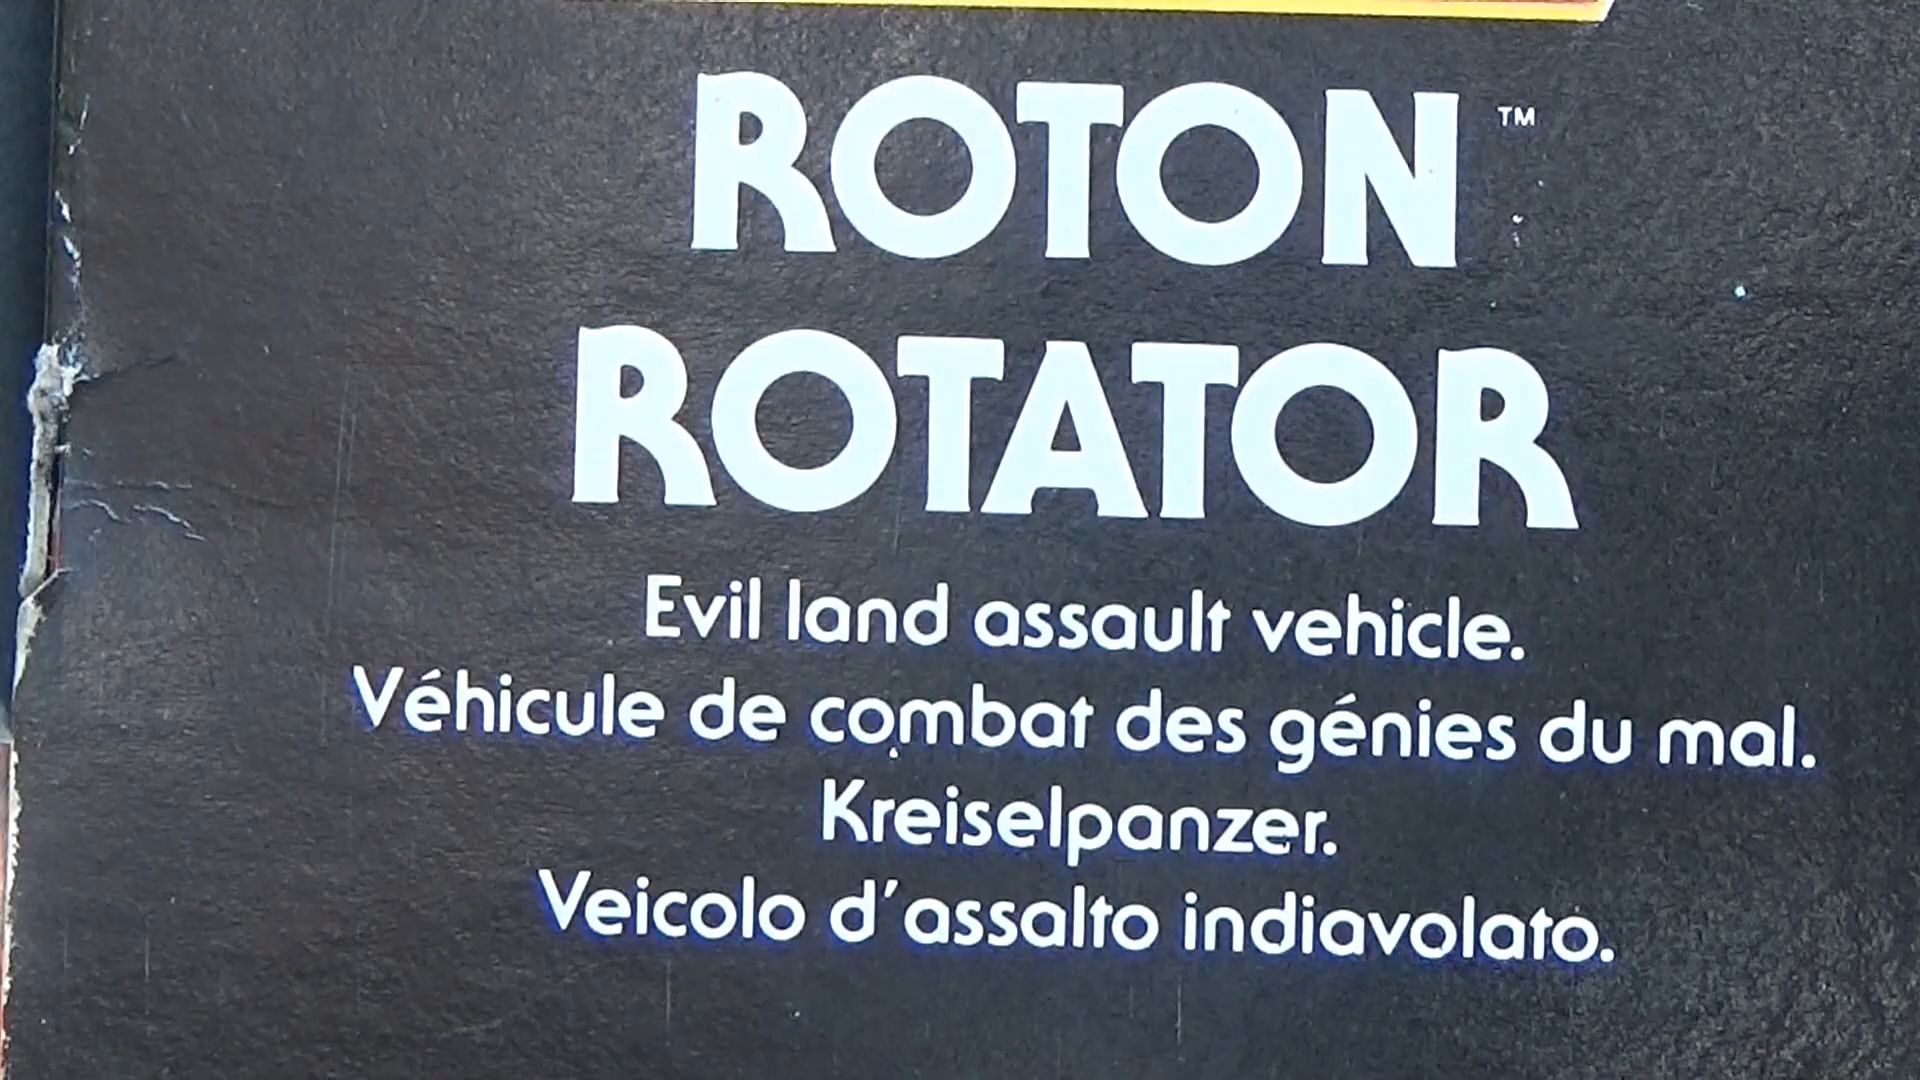 ROTON™
ROTATOR
Evil land assault vehicle.
Véhicule de combat des génies du mal.
Kreiselpanzer.
Veicolo d'assalto indiavolato.